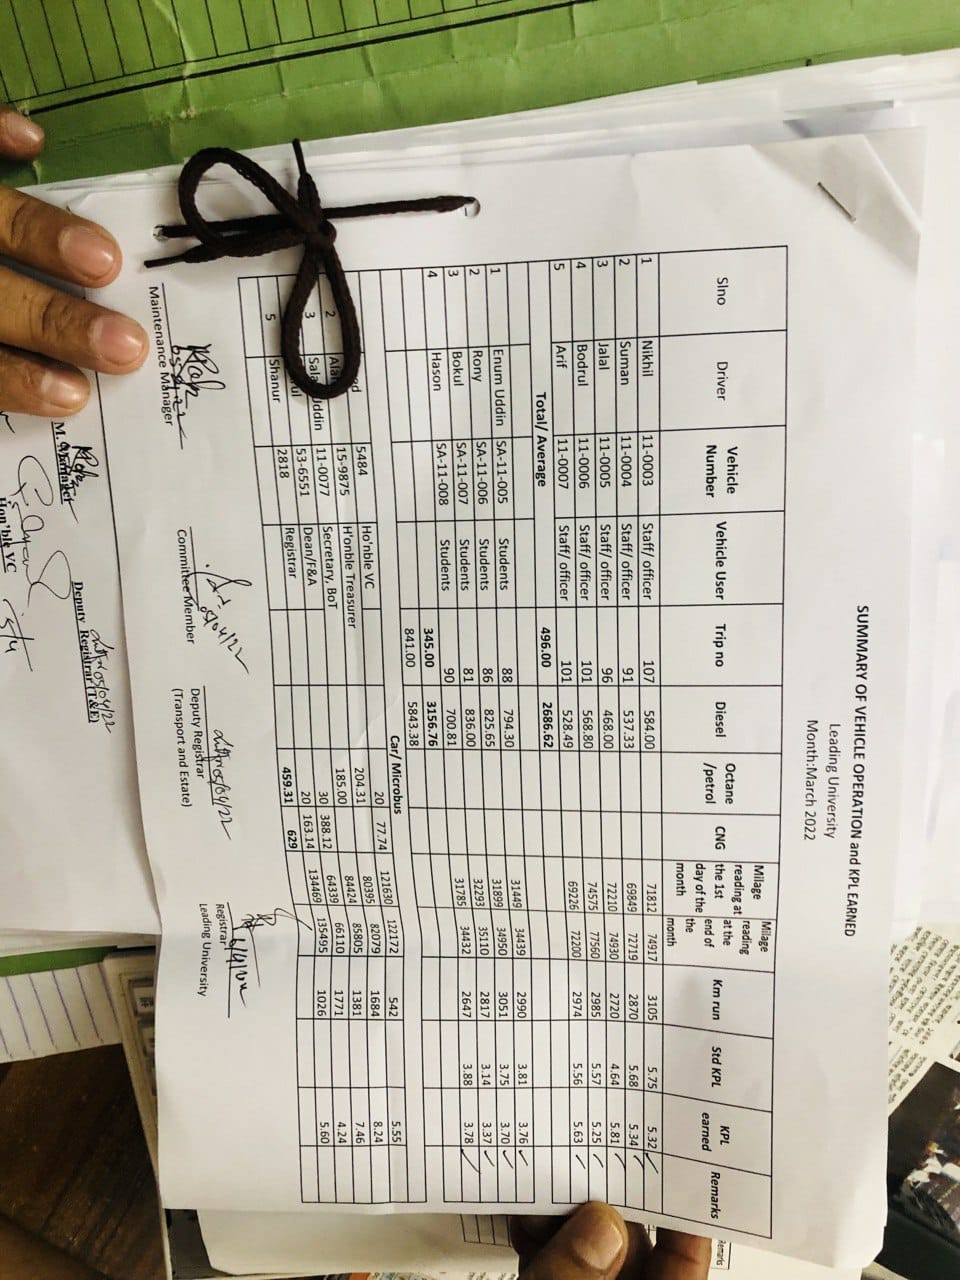 SUMMARY OF VEHICLE OPERATION and KPL EARNED
Leading University
Month:March 2022
Slno Driver Vehicle Number Vehicle User Trip no Diesel Octane /petrol CNG Milage reading at the 1st day of the month Milage reading at the end of the month Km run Std KPL KPL earned Remarks
1 Nikhil 11-0003 Staff/ officer 107 584.00 71812 74917 3105 5.75 5.32
2 Suman 11-0004 Staff/ officer 91 537.33 69849 72719 2870 5.68 5.34
3 Jalal 11-0005 Staff/ officer 96 468.00 72210 74930 2720 4.64 5.81
4 Bodrul 11-0006 Staff/ officer 101 568.80 74575 77560 2985 5.57 5.25
5 Arif 11-0007 Staff/ officer 101 528.49 69226 72200 2974 5.56 5.63
Total/ Average 496.00 2686.62
1 Enum Uddin SA-11-005 Students 88 794.30 31449 34439 2990 3.81 3.76
2 Rony SA-11-006 Students 86 825.65 31899 34950 3051 3.75 3.70
3 Bokul SA-11-007 Students 81 836.00 32293 35110 2817 3.14 3.37
4 Hason SA-11-008 Students 90 700.81 31785 34432 2647 3.88 3.78
345.00 3156.76
841.00 5843.38
Car/ Microbus
5484 Ho'nble VC 20 77.74 121630 122172 542 5.55
2 15-9875 H'onble Treasurer 204.31 80395 82079 1684 8.24
3 11-0077 Secretary, BoT 185.00 84424 85805 1381 7.46
53-6551 Dean/F&A 30 388.12 64339 66110 1771 4.24
5 Shanur 2818 Registrar 20 163.14 134469 135495 1026 5.60
459.31 629
05/04/22
05/04/22
Maintenance Manager
Committee Member
Deputy Registrar
(Transport and Estate)
Registrar
Leading University
05/04/22
M. Manager
Deputy Registrar (T&E)
Hon'ble VC
5/4
Remarks